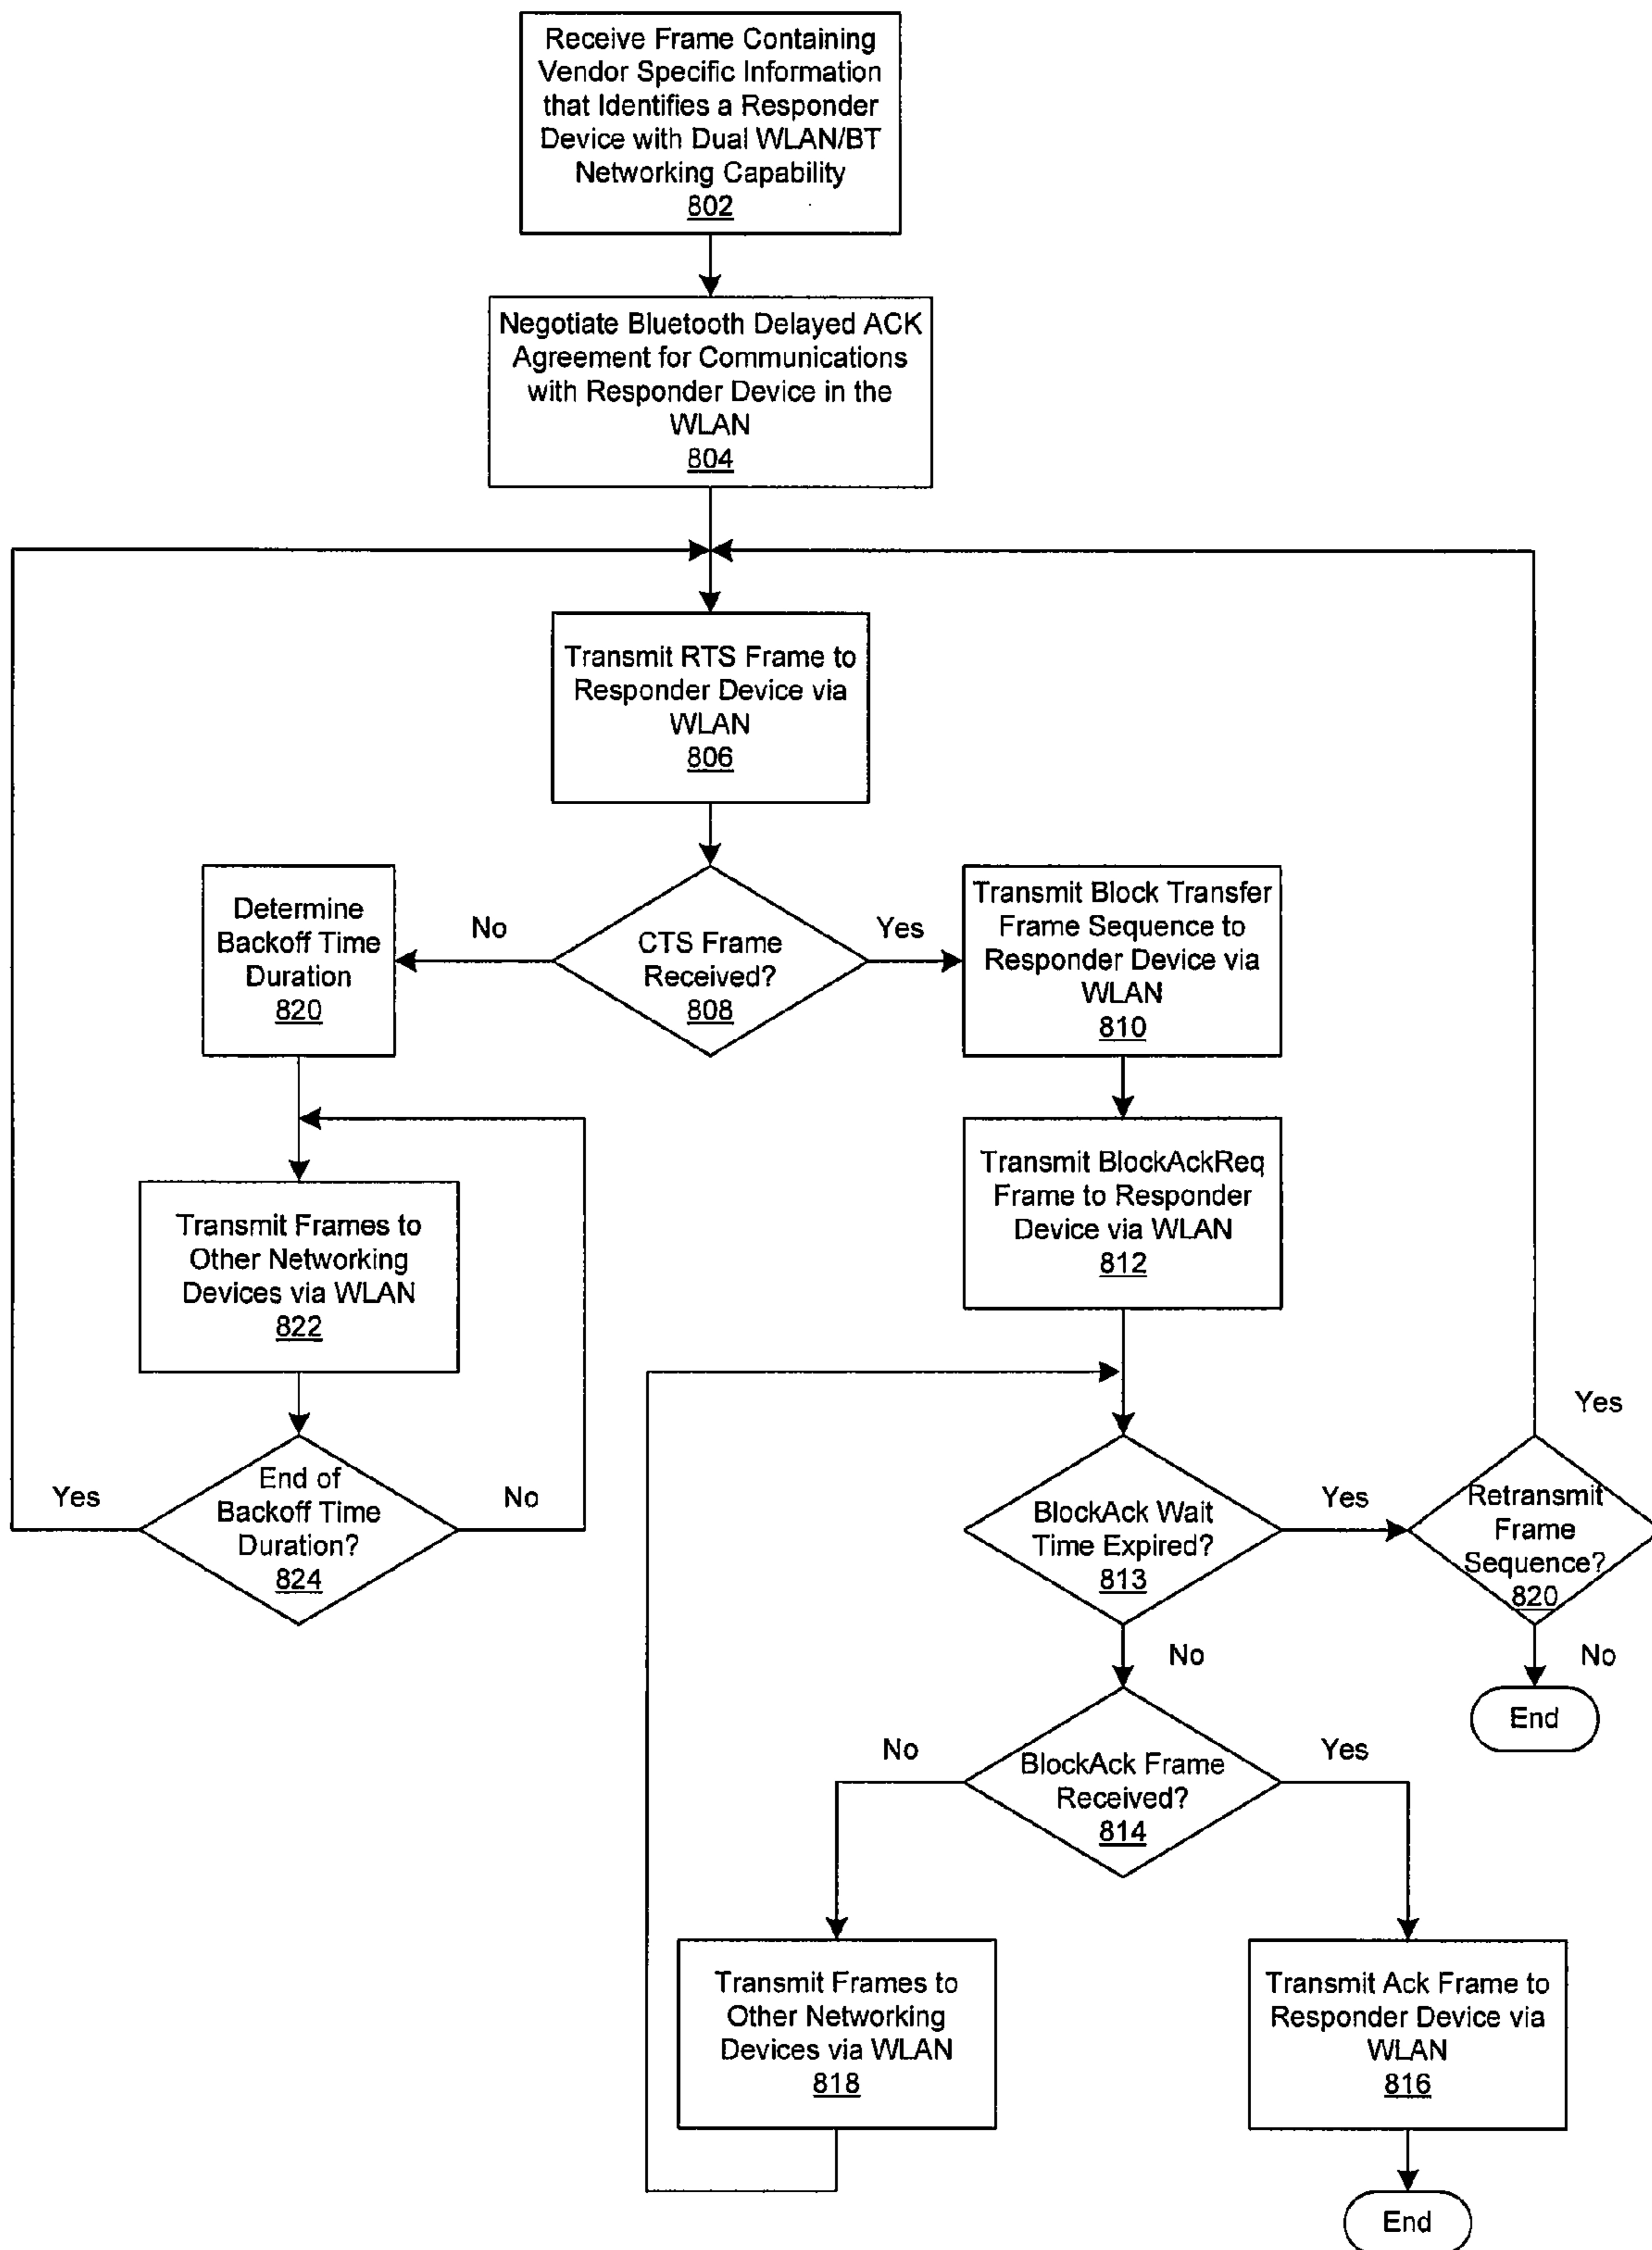 Receive Frame Containing
Vendor Specific Information
that Identifies a Responder
Device with Dual WLAN/BT
Networking Capability
802
Negotiate Bluetooth Delayed ACK
Agreement for Communications
with Responder Device in the
WLAN
804
Transmit RTS Frame to
Responder Device via
WLAN
806
Determine
Backoff Time
Duration
820
No
CTS Frame
Received?
808
Yes
Transmit Block Transfer
Frame Sequence to
Responder Device via
WLAN
810
Transmit Frames to
Other Networking
Devices via WLAN
822
Transmit BlockAckReq
Frame to Responder
Device via WLAN
812
Yes
End of
Backoff Time
Duration?
824
No
BlockAck Wait
Time Expired?
813
Yes
Retransmit
Frame
Sequence?
820
Yes
No
End
No
No
BlockAck Frame
Received?
814
Yes
Transmit Frames to
Other Networking
Devices via WLAN
818
Transmit Ack Frame to
Responder Device via
WLAN
816
End